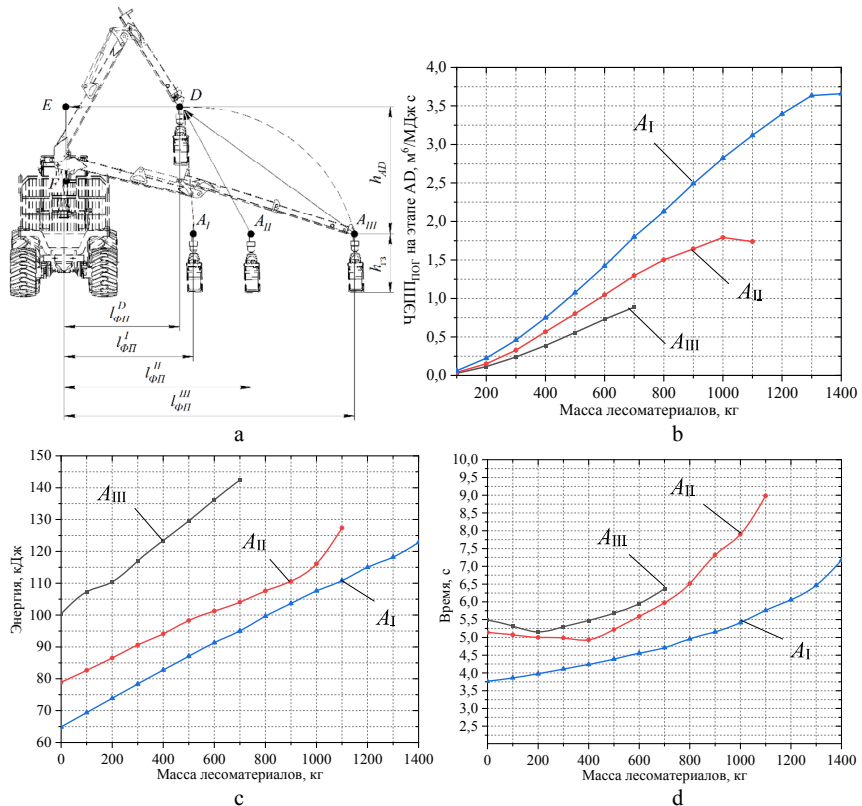 E
D
F
A_I
A_II
A_III
h_AD
h_гз
l_ФП^D
l_ФП^I
l_ФП^II
l_ФП^III
a
ЧЭПП_ПОГ на этапе AD, м⁶/МДж с
4,0
3,5
3,0
2,5
2,0
1,5
1,0
0,5
0,0
A_I
A_II
A_III
200 400 600 800 1000 1200 1400
Масса лесоматериалов, кг
b
Энергия, кДж
150
140
130
120
110
100
90
80
70
60
A_III
A_II
A_I
0 200 400 600 800 1000 1200 1400
Масса лесоматериалов, кг
c
Время, с
10,0
9,5
9,0
8,5
8,0
7,5
7,0
6,5
6,0
5,5
5,0
4,5
4,0
3,5
3,0
2,5
A_II
A_III
A_I
0 200 400 600 800 1000 1200 1400
Масса лесоматериалов, кг
d